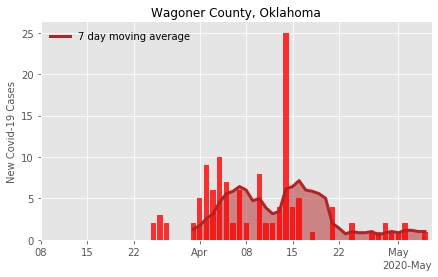 Wagoner County, Oklahoma
7 day moving average
New Covid-19 Cases
25
20
15
10
5
0
08 15 22 Apr 08 15 22 May
2020-May